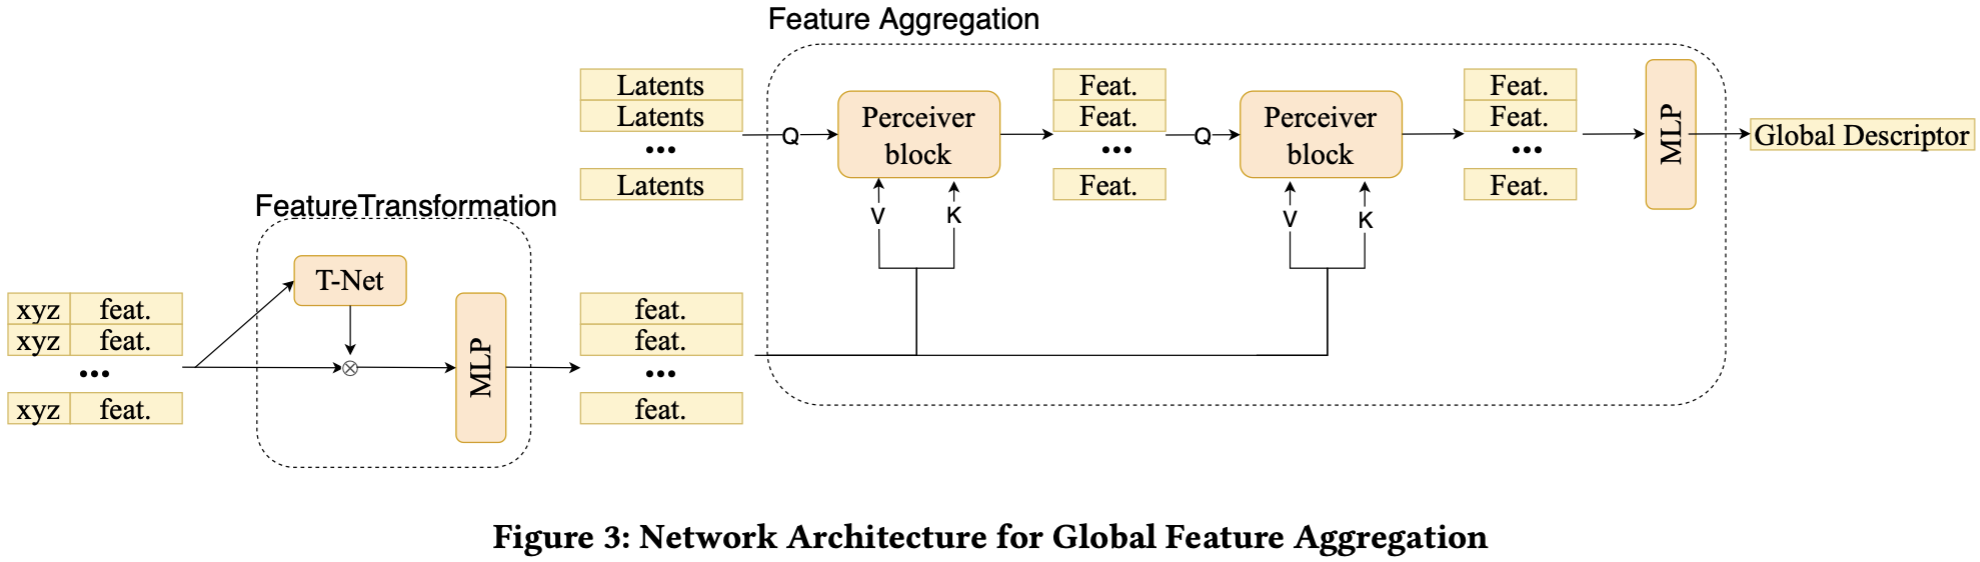 Feature Aggregation
Latents
Latents
•••
Latents
Q
Perceiver
block
V
K
Feat.
Feat.
•••
Feat.
Q
Perceiver
block
V
K
Feat.
Feat.
•••
Feat.
MLP
Global Descriptor
FeatureTransformation
xyz feat.
xyz feat.
•••
xyz feat.
T-Net
MLP
feat.
feat.
•••
feat.
Figure 3: Network Architecture for Global Feature Aggregation